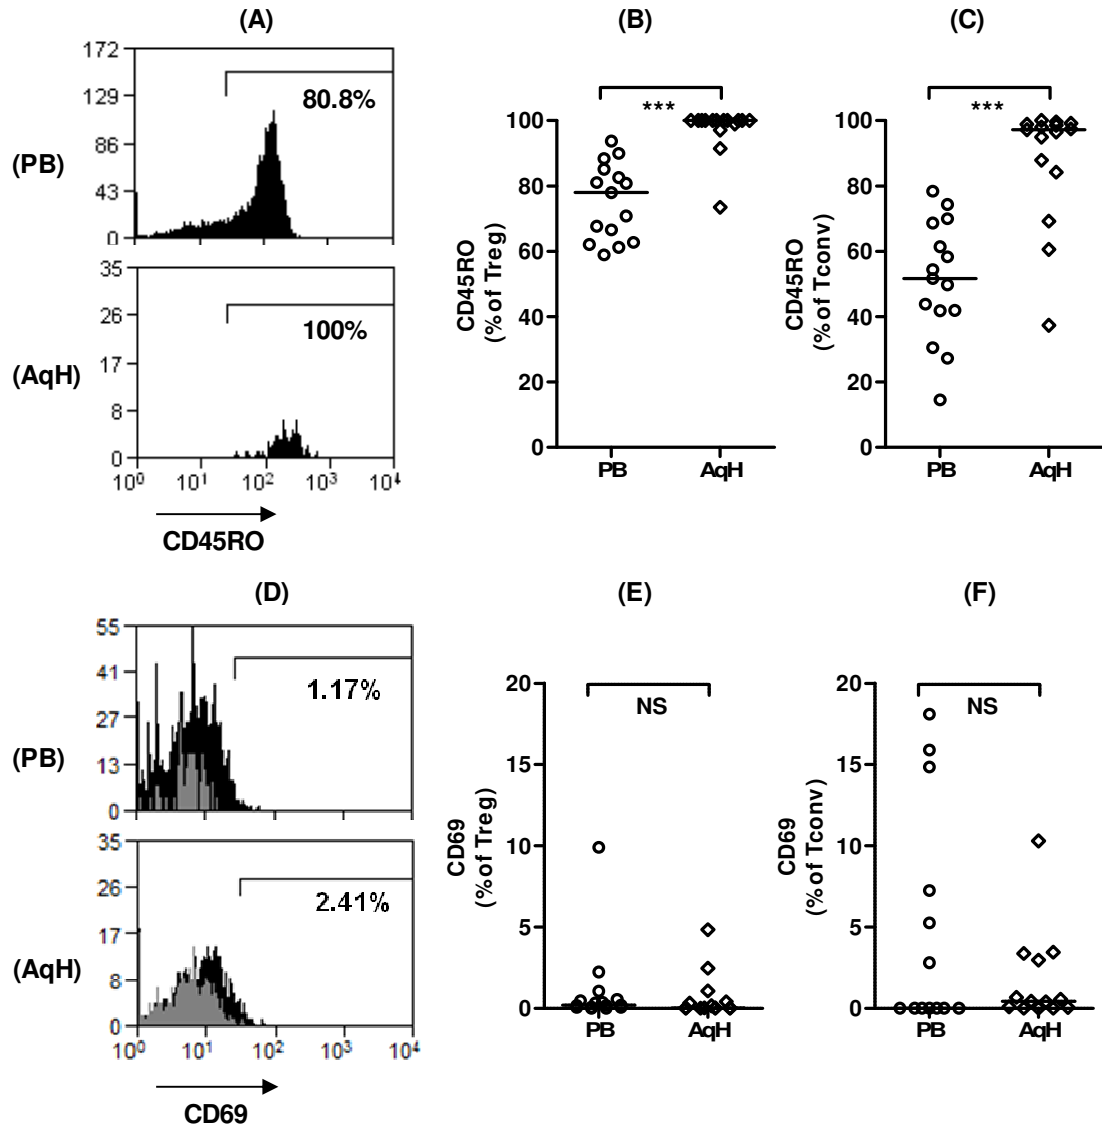 (A)
(B)
(C)
172
129
86
43
0
80.8%
(PB)
35
26
17
8
0
100%
(AqH)
10⁰ 10¹ 10² 10³ 10⁴
CD45RO
CD45RO
(% of Treg)
100
80
60
40
20
0
***
PB AqH
CD45RO
(% of Tconv)
100
80
60
40
20
0
***
PB AqH
(D)
(E)
(F)
55
41
27
13
0
1.17%
(PB)
35
26
17
8
0
2.41%
(AqH)
10⁰ 10¹ 10² 10³ 10⁴
CD69
CD69
(% of Treg)
20
15
10
5
0
NS
PB AqH
CD69
(% of Tconv)
20
15
10
5
0
NS
PB AqH